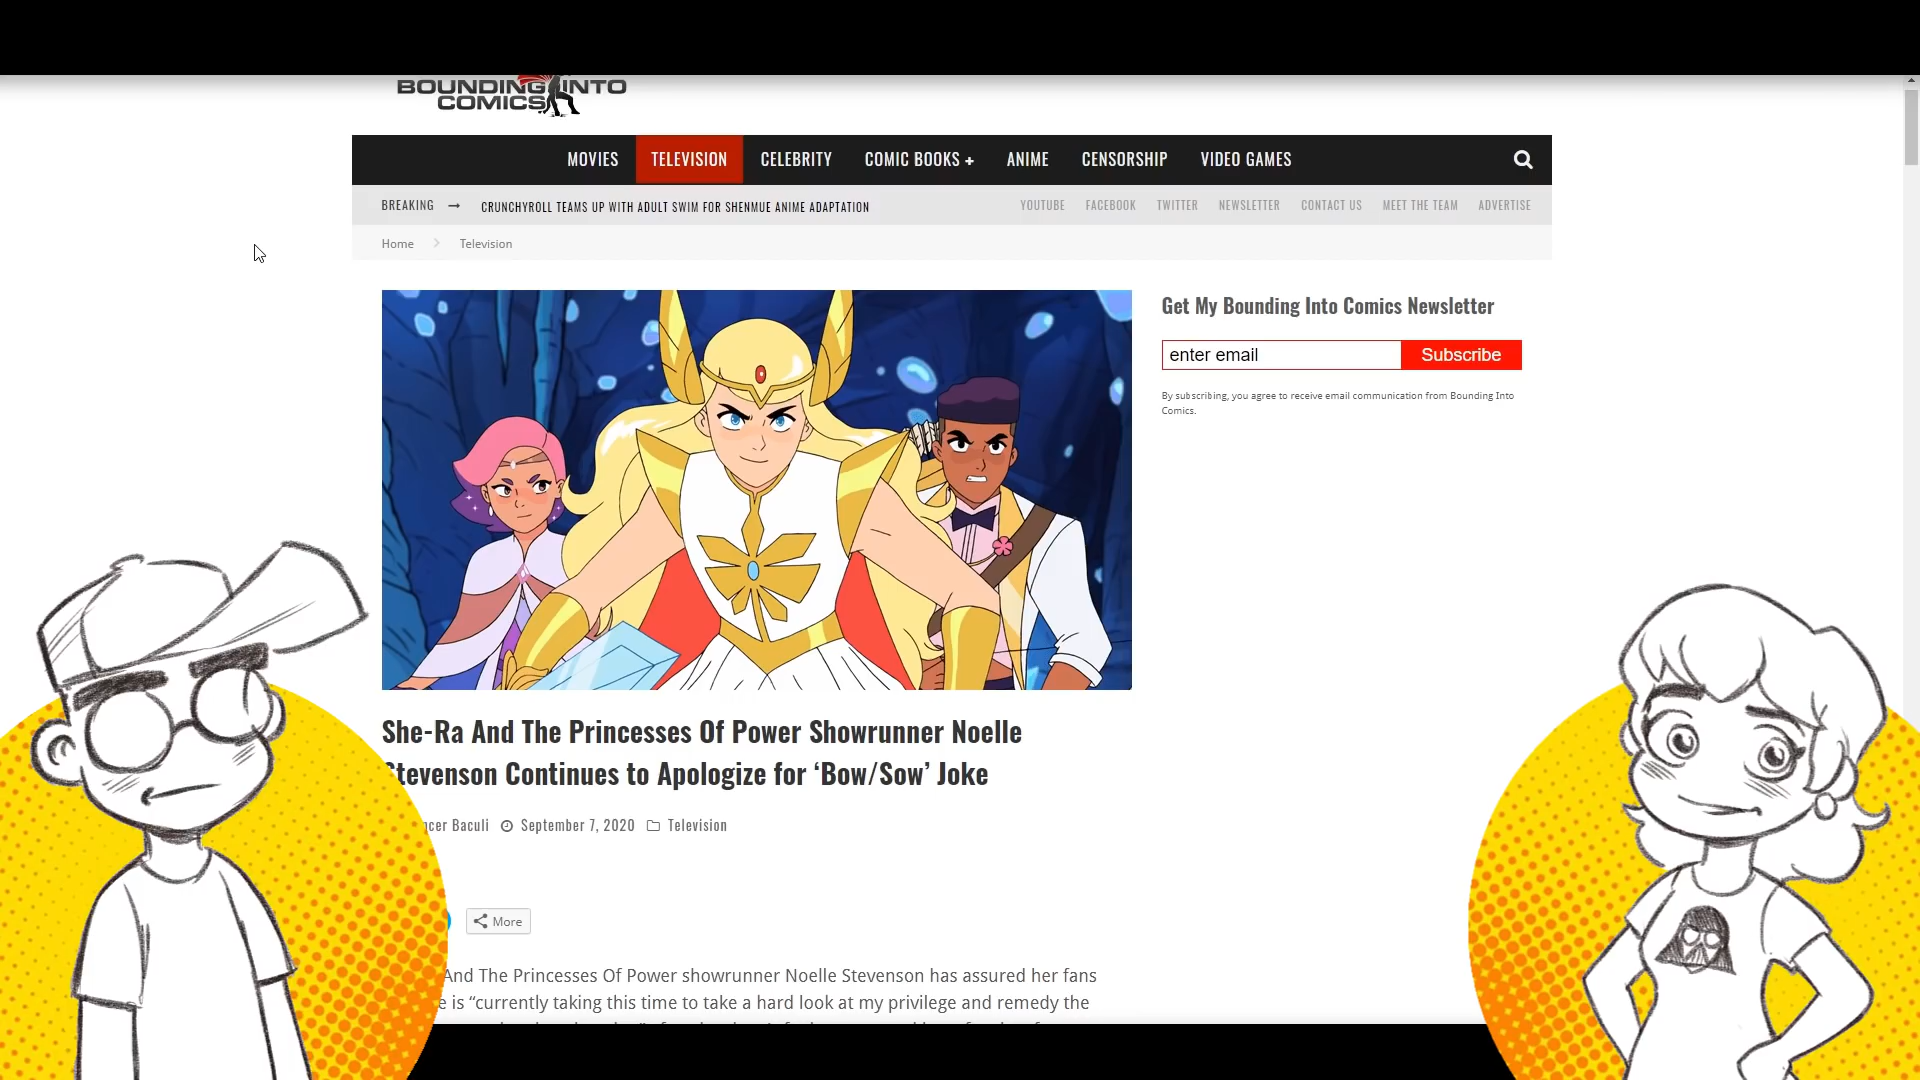 BOUNDING INTO
COMICS
MOVIES TELEVISION CELEBRITY COMIC BOOKS + ANIME CENSORSHIP VIDEO GAMES
BREAKING → CRUNCHYROLL TEAMS UP WITH ADULT SWIM FOR SHENMUE ANIME ADAPTATION YOUTUBE FACEBOOK TWITTER NEWSLETTER CONTACT US MEET THE TEAM ADVERTISE
Home > Television
Get My Bounding Into Comics Newsletter
enter email Subscribe
By subscribing, you agree to receive email communication from Bounding Into
Comics.
She-Ra And The Princesses Of Power Showrunner Noelle
Stevenson Continues to Apologize for ‘Bow/Sow’ Joke
Baculi September 7, 2020 Television
More
And The Princesses Of Power showrunner Noelle Stevenson has assured her fans
is “currently taking this time to take a hard look at my privilege and remedy the